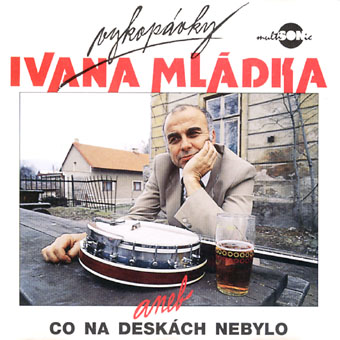 vykopávky
multiSONic
IVANA MLÁDKA
aneb
CO NA DESKÁCH NEBYLO